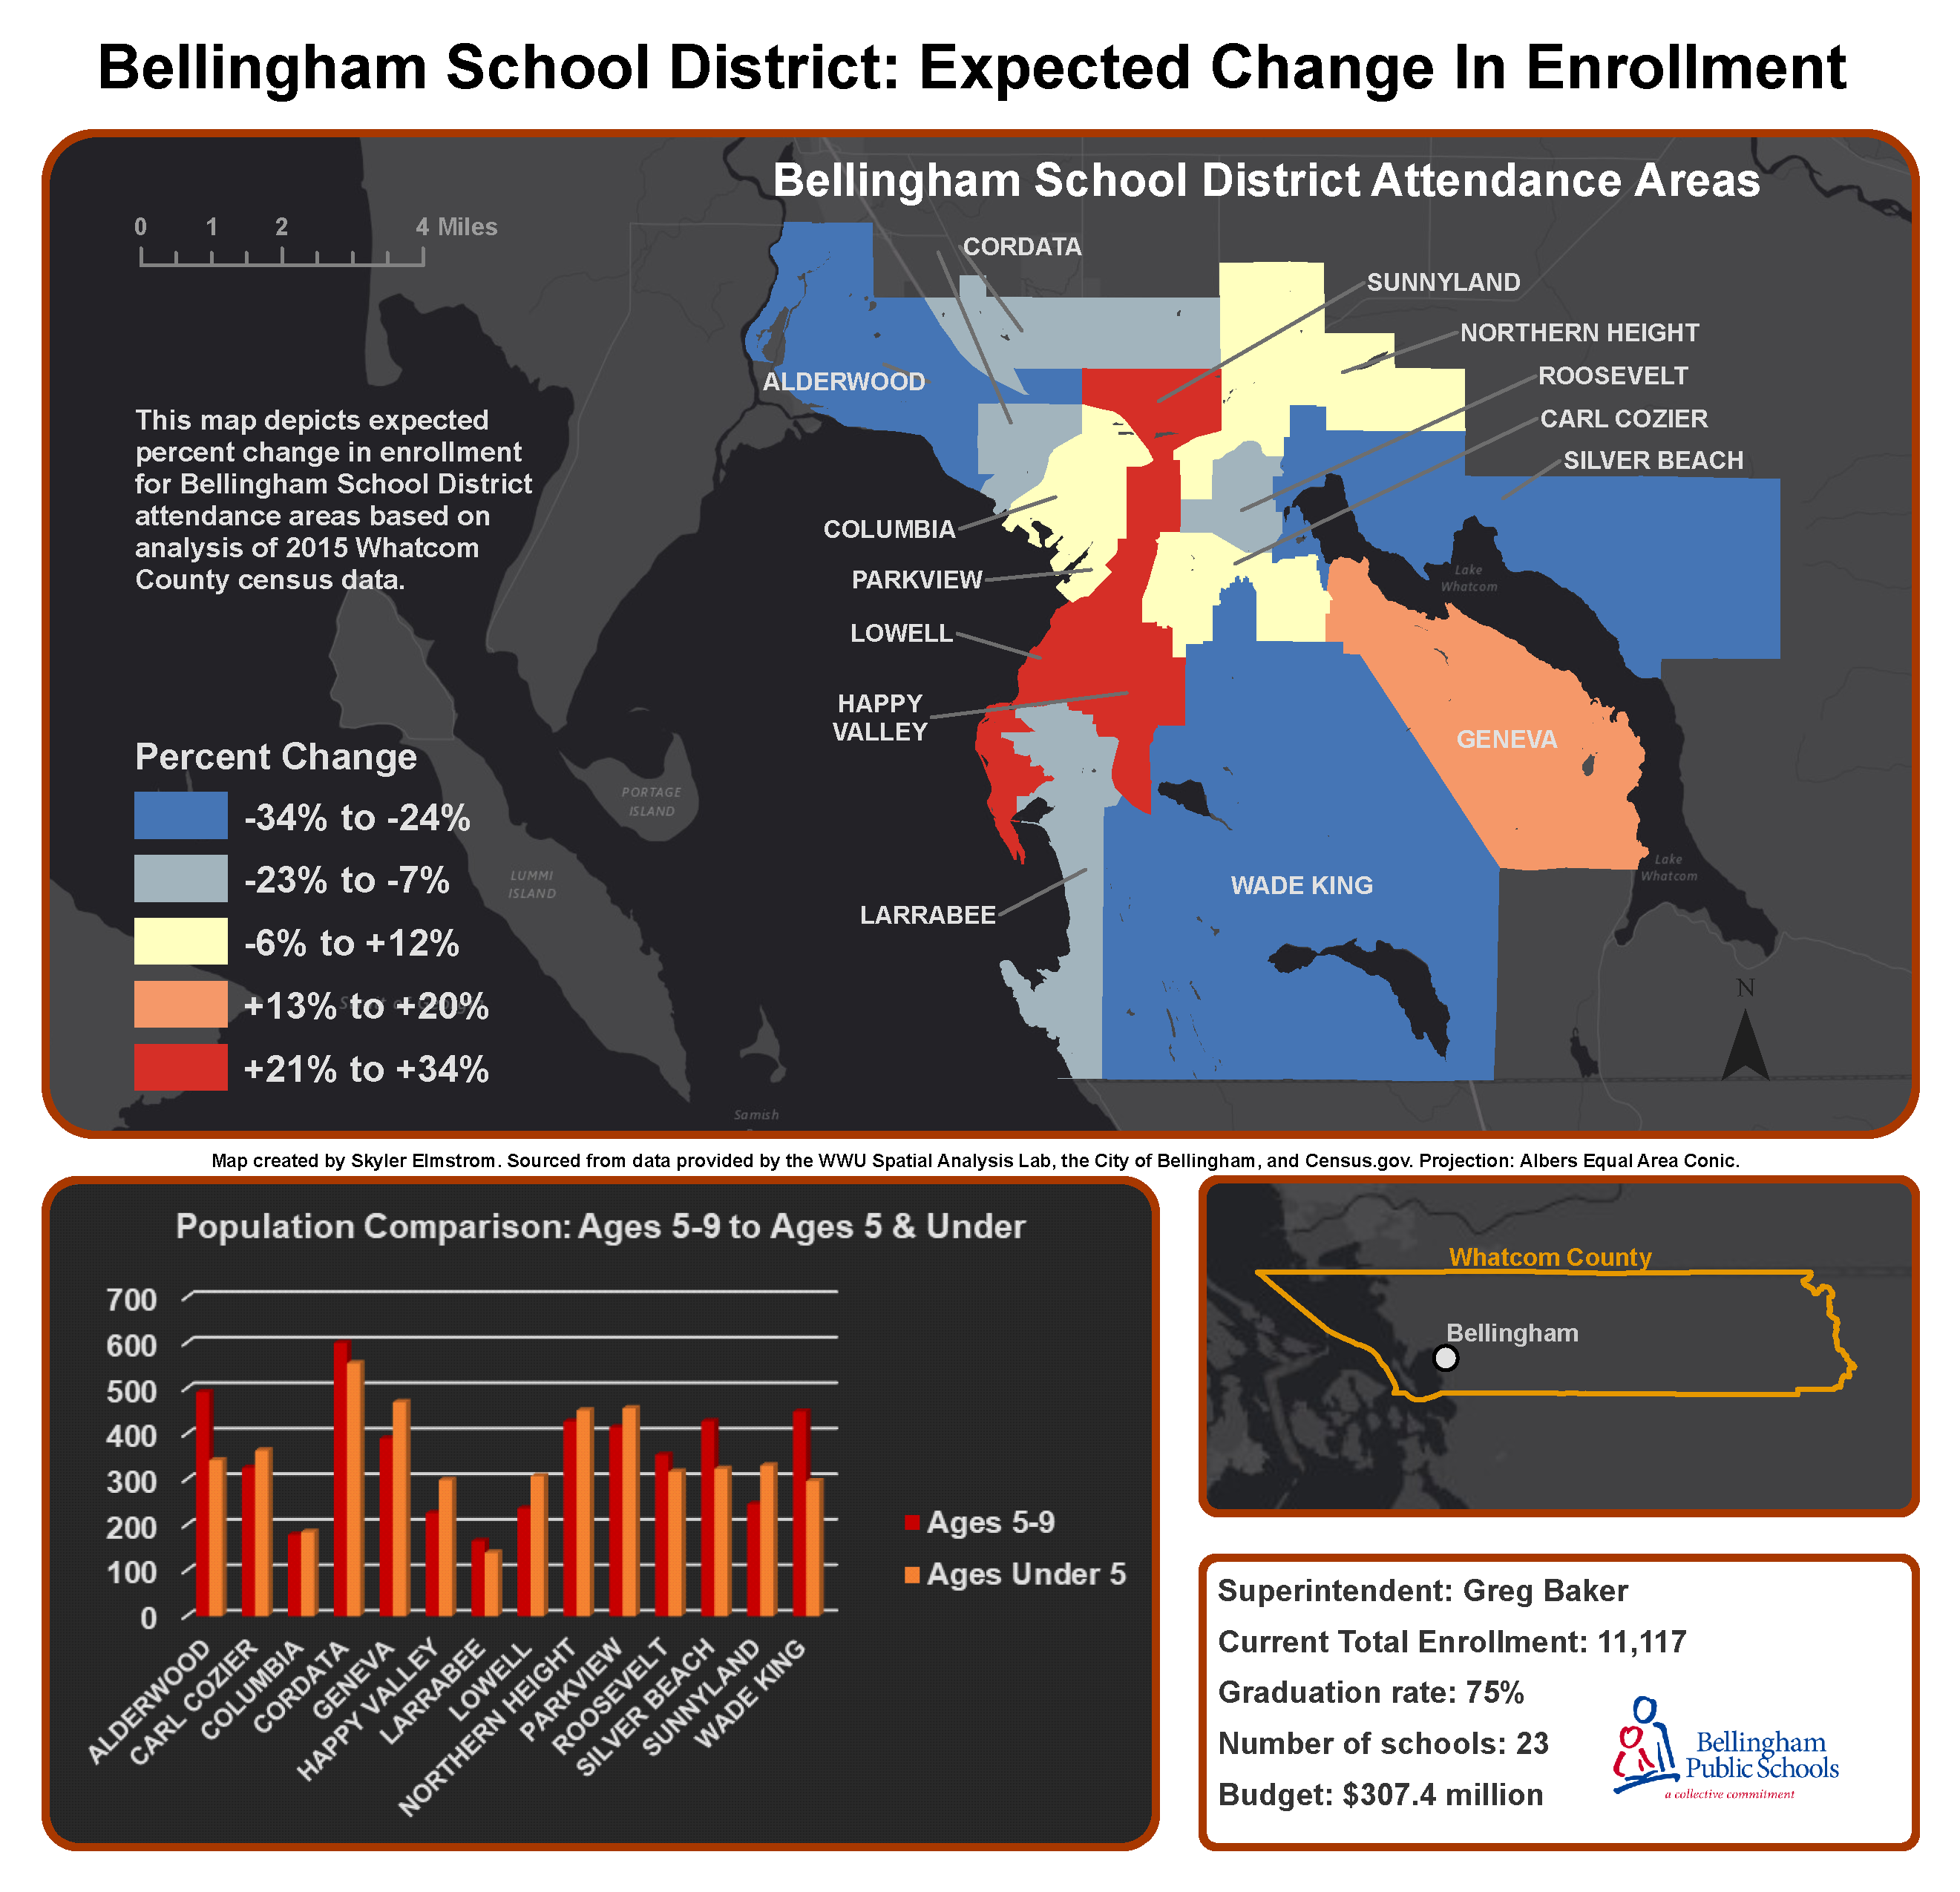 Bellingham School District: Expected Change In Enrollment
Bellingham School District Attendance Areas
0 1 2 4 Miles
CORDATA
SUNNYLAND
NORTHERN HEIGHT
ROOSEVELT
ALDERWOOD
CARL COZIER
SILVER BEACH
This map depicts expected
percent change in enrollment
for Bellingham School District
attendance areas based on
analysis of 2015 Whatcom
County census data.
COLUMBIA
PARKVIEW
Lake
Whatcom
LOWELL
HAPPY
VALLEY
GENEVA
Percent Change
-34% to -24%
-23% to -7%
-6% to +12%
+13% to +20%
+21% to +34%
PORTAGE
ISLAND
LUMMI
ISLAND
WADE KING
LARRABEE
Lake
Whatcom
N
Samish
Map created by Skyler Elmstrom. Sourced from data provided by the WWU Spatial Analysis Lab, the City of Bellingham, and Census.gov. Projection: Albers Equal Area Conic.
Population Comparison: Ages 5-9 to Ages 5 & Under
700
600
500
400
300
200
100
0
ALDERWOOD
CARL COZIER
COLUMBIA
CORDATA
GENEVA
HAPPY VALLEY
LARRABEE
LOWELL
NORTHERN HEIGHT
PARKVIEW
ROOSEVELT
SILVER BEACH
SUNNYLAND
WADE KING
Ages 5-9
Ages Under 5
Whatcom County
Bellingham
Superintendent: Greg Baker
Current Total Enrollment: 11,117
Graduation rate: 75%
Number of schools: 23
Budget: $307.4 million
Bellingham
Public Schools
a collective commitment